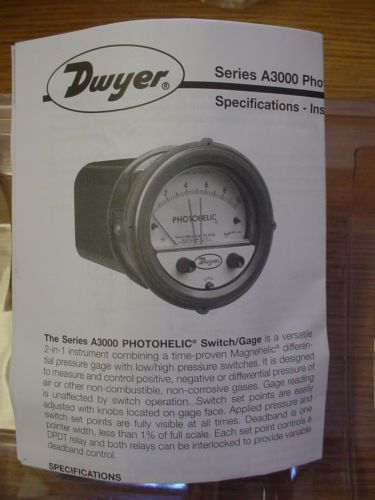 Dwyer®
Series A3000 Pho
Specifications - Ins
2 4 6 8
PHOTOHELIC®
Dwyer
The Series A3000 PHOTOHELIC® Switch/Gage is a versatile
2-in-1 instrument combining a time-proven Magnehelic® differen-
tial pressure gage with low/high pressure switches. It is designed
to measure and control positive, negative or differential pressure of
air or other non-combustible, non-corrosive gases. Gage reading
is unaffected by switch operation. Switch set points are easily
adjusted with knobs located on gage face. Applied pressure and
switch set points are fully visible at all times. Deadband is one
pointer width, less than 1% of full scale. Each set point controls a
DPDT relay and both relays can be interlocked to provide variable
deadband control.
SPECIFICATIONS